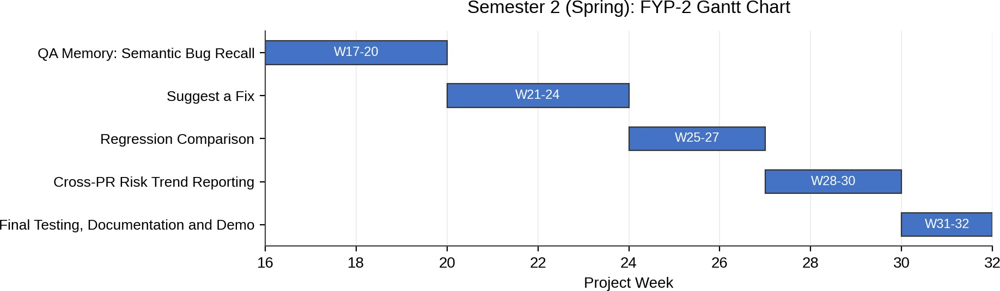 Semester 2 (Spring): FYP-2 Gantt Chart
QA Memory: Semantic Bug Recall
W17-20
Suggest a Fix
W21-24
Regression Comparison
W25-27
Cross-PR Risk Trend Reporting
W28-30
Final Testing, Documentation and Demo
W31-32
16 18 20 22 24 26 28 30 32
Project Week